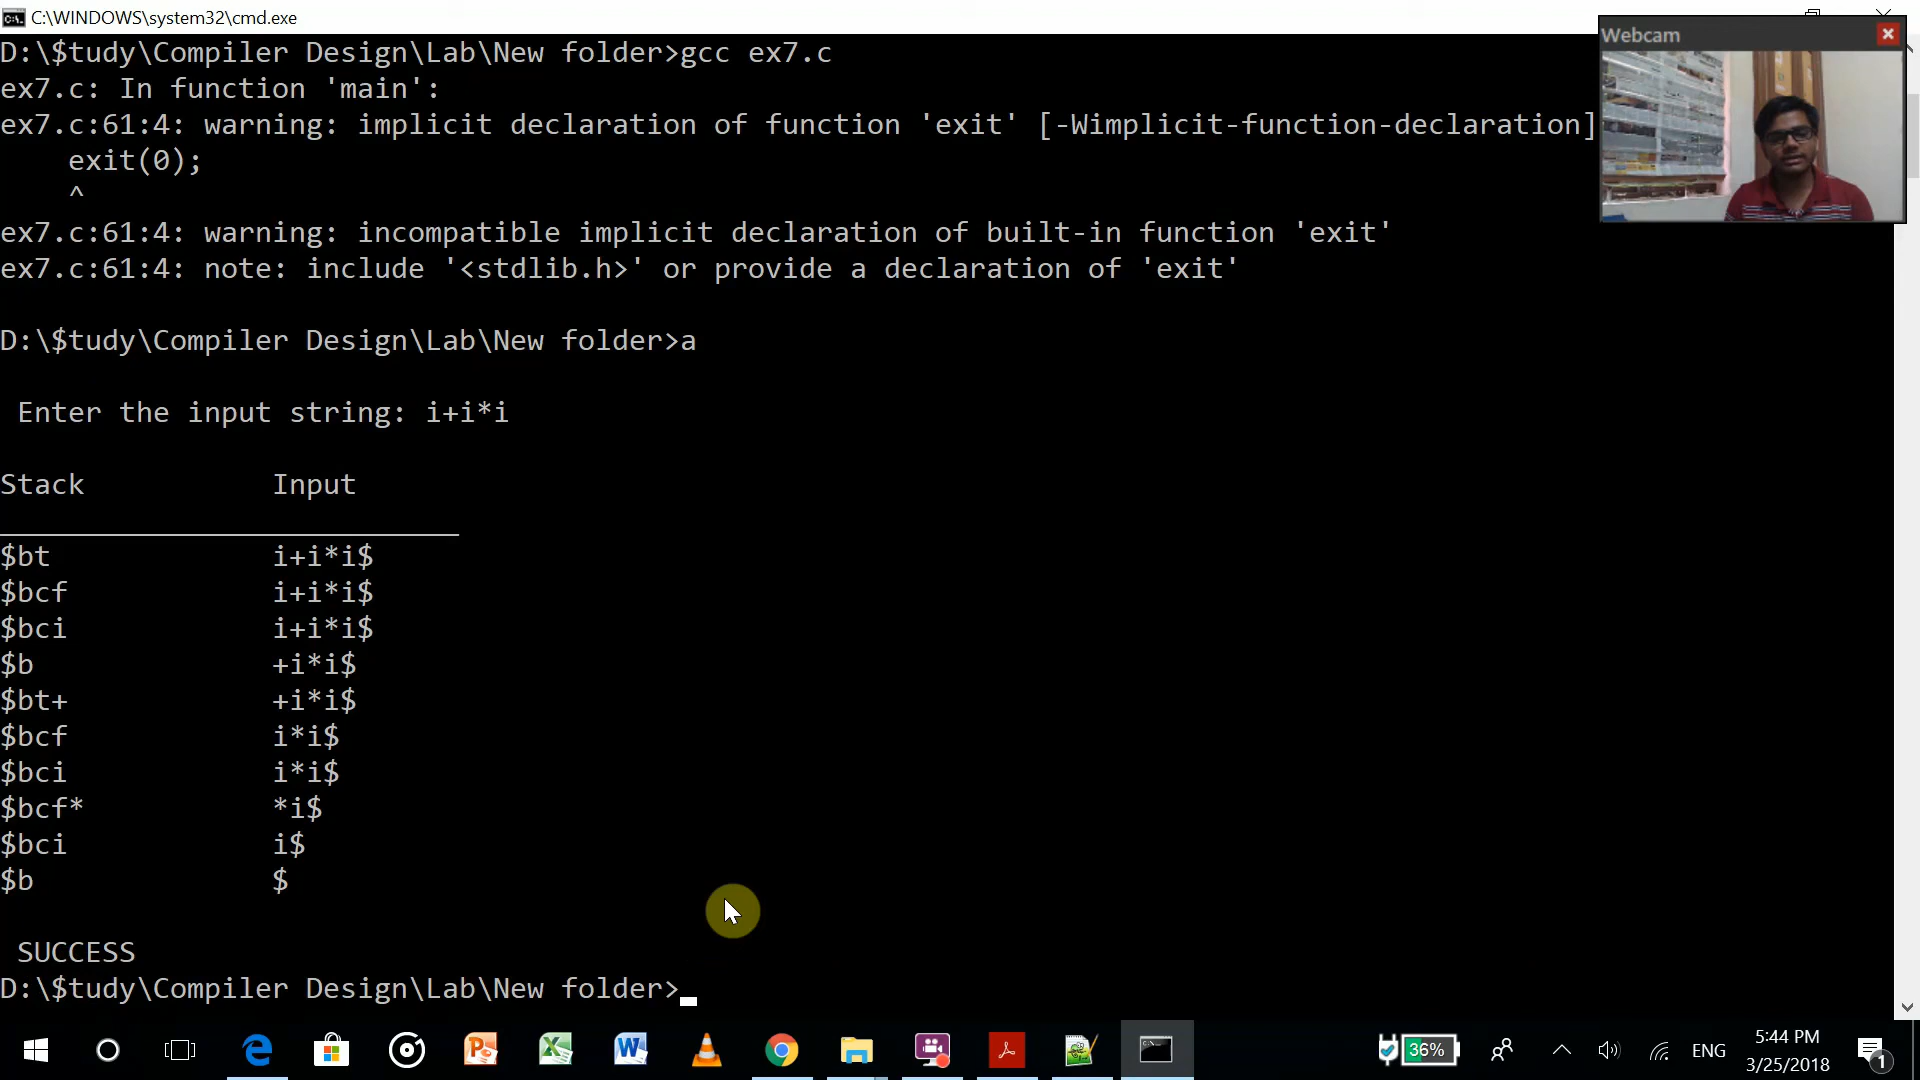 C:\WINDOWS\system32\cmd.exe
D:\$tudy\Compiler Design\Lab\New folder>gcc ex7.c
ex7.c: In function 'main':
ex7.c:61:4: warning: implicit declaration of function 'exit' [-Wimplicit-function-declaration]
exit(0);
^
ex7.c:61:4: warning: incompatible implicit declaration of built-in function 'exit'
ex7.c:61:4: note: include '<stdlib.h>' or provide a declaration of 'exit'
D:\$tudy\Compiler Design\Lab\New folder>a
Enter the input string: i+i*i
Stack Input
$bt i+i*i$
$bcf i+i*i$
$bci i+i*i$
$b +i*i$
$bt+ +i*i$
$bcf i*i$
$bci i*i$
$bcf* *i$
$bci i$
$b $
SUCCESS
D:\$tudy\Compiler Design\Lab\New folder>
Webcam
36%
ENG
5:44 PM
3/25/2018
1